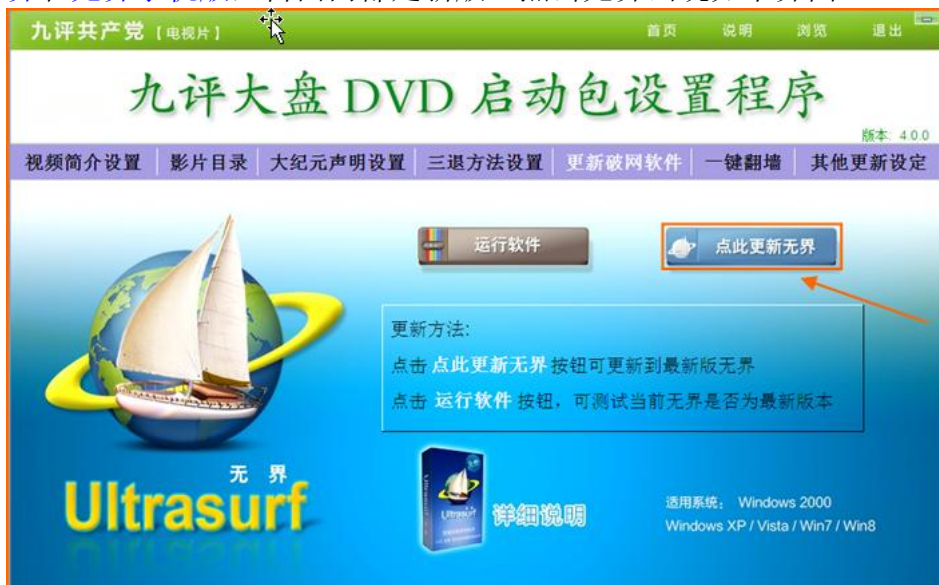 九评共产党【电视片】 首页 说明 浏览 退出
九评大盘 DVD 启动包设置程序
版本: 4.0.0
视频简介设置 影片目录 大纪元声明设置 三退方法设置 更新破网软件 一键翻墙 其他更新设定
运行软件 点此更新无界
更新方法:
点击 点此更新无界 按钮可更新到最新版无界
点击 运行软件 按钮，可测试当前无界是否为最新版本
无界
Ultrasurf
Ultrasurf
详细说明
适用系统： Windows 2000
Windows XP / Vista / Win7 / Win8